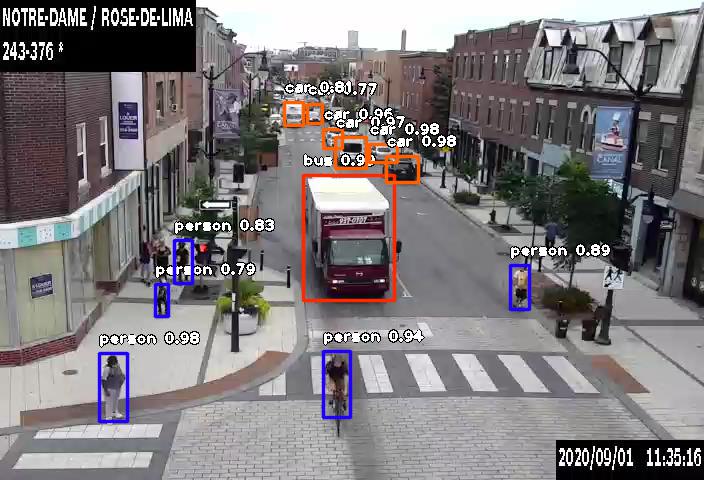 NOTRE-DAME / ROSE-DE-LIMA
243-376 *
car 0.81
0.77
car 0.96
car 0.97
car 0.98
car 0.98
bus 0.9
person 0.83
person 0.79
person 0.89
person 0.98
person 0.94
CANAL
2020/09/01 11:35:16